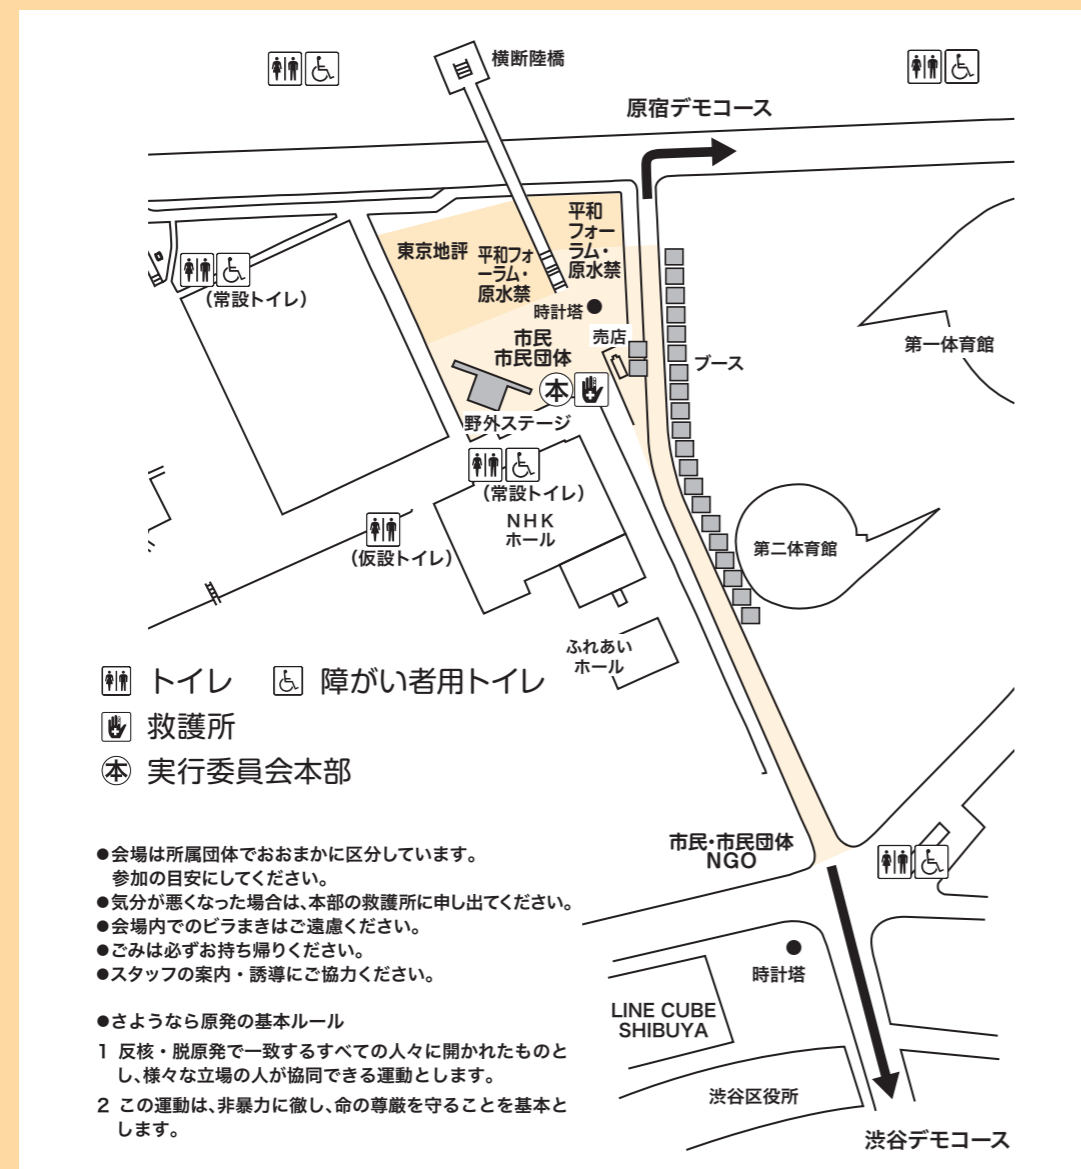 横断陸橋
原宿デモコース
平和
フォー
ラム・
原水禁
東京地評
平和フォ
ーラム・
原水禁
(常設トイレ)
時計塔
売店
市民
市民団体
ブース
第一体育館
本
野外ステージ
(常設トイレ)
NHK
ホール
(仮設トイレ)
第二体育館
ふれあい
ホール
トイレ 障がい者用トイレ
救護所
本 実行委員会本部
市民・市民団体
NGO
●会場は所属団体でおおまかに区分しています。
参加の目安にしてください。
●気分が悪くなった場合は、本部の救護所に申し出てください。
●会場内でのビラまきはご遠慮ください。
●ごみは必ずお持ち帰りください。
●スタッフの案内・誘導にご協力ください。
●さようなら原発の基本ルール
1 反核・脱原発で一致するすべての人々に開かれたものと
し、様々な立場の人が協同できる運動とします。
2 この運動は、非暴力に徹し、命の尊厳を守ることを基本と
します。
時計塔
LINE CUBE
SHIBUYA
渋谷区役所
渋谷デモコース